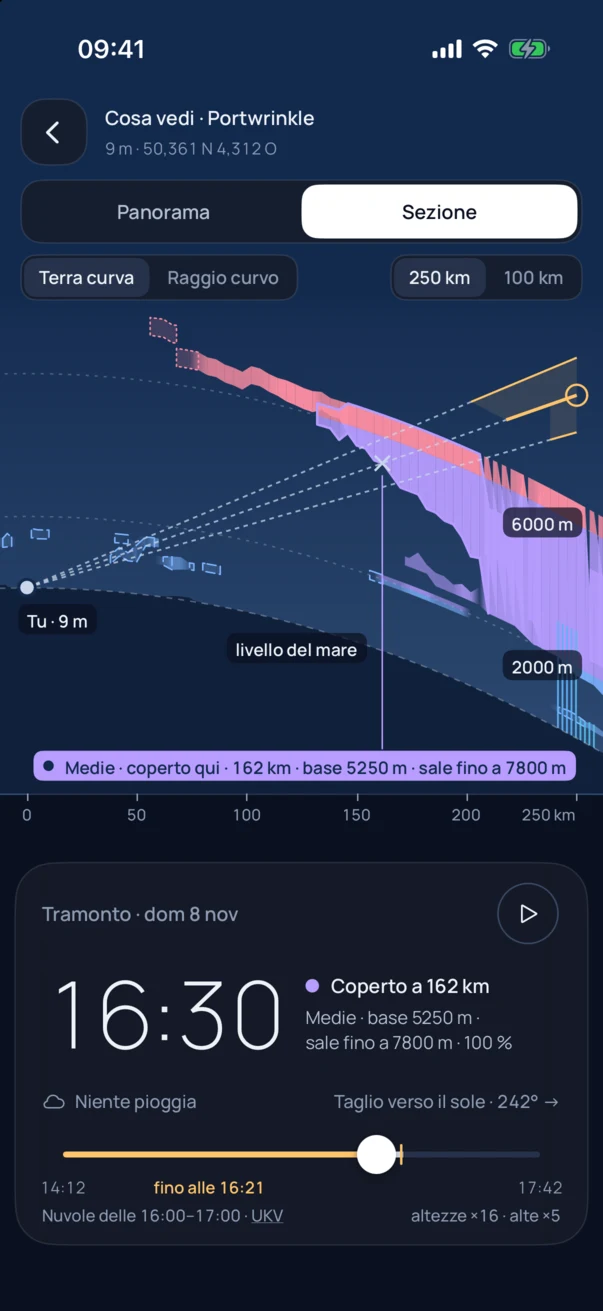 09:41
Cosa vedi · Portwrinkle
9 m · 50,361 N 4,312 O
Panorama
Sezione
Terra curva
Raggio curvo
250 km
100 km
6000 m
Tu · 9 m
livello del mare
2000 m
Medie · coperto qui · 162 km · base 5250 m · sale fino a 7800 m
0
50
100
150
200
250 km
Tramonto · dom 8 nov
16:30
Coperto a 162 km
Medie · base 5250 m ·
sale fino a 7800 m · 100 %
Niente pioggia
Taglio verso il sole · 242° →
14:12
fino alle 16:21
17:42
Nuvole delle 16:00–17:00 · UKV
altezze ×16 · alte ×5